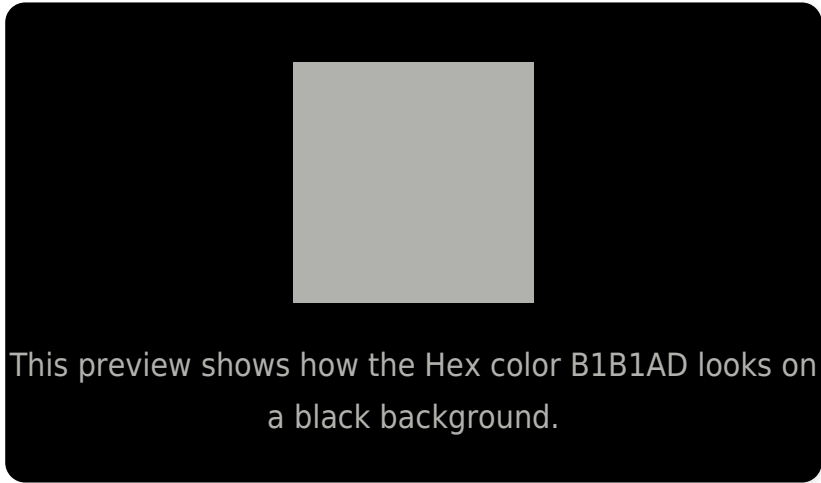 This preview shows how the Hex color B1B1AD looks on
a black background.